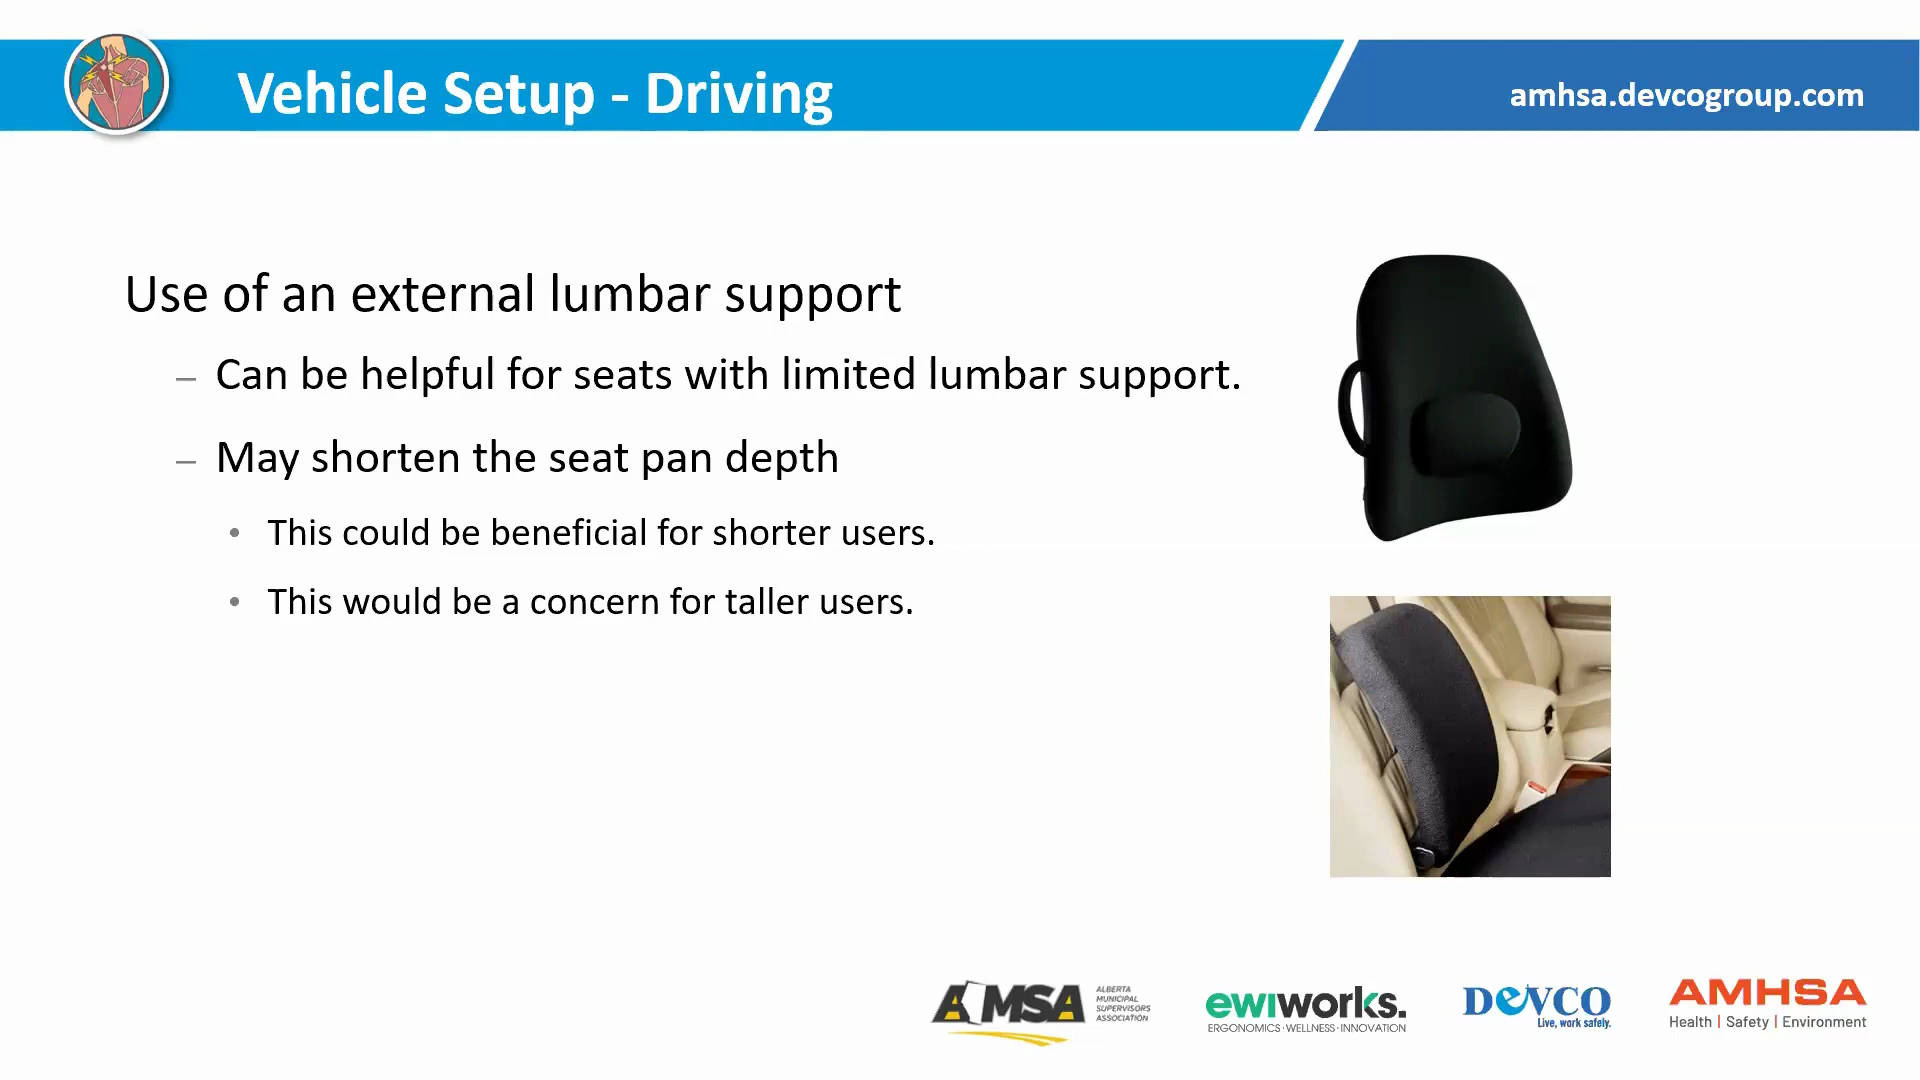 Vehicle Setup - Driving
amhsa.devcogroup.com
Use of an external lumbar support
– Can be helpful for seats with limited lumbar support.
– May shorten the seat pan depth
• This could be beneficial for shorter users.
• This would be a concern for taller users.
AMSA
ALBERTA
MUNICIPAL
SUPERVISORS
ASSOCIATION
ewiworks.
ERGONOMICS · WELLNESS · INNOVATION
DEVCO
Live, work safely.
AMHSA
Health | Safety | Environment